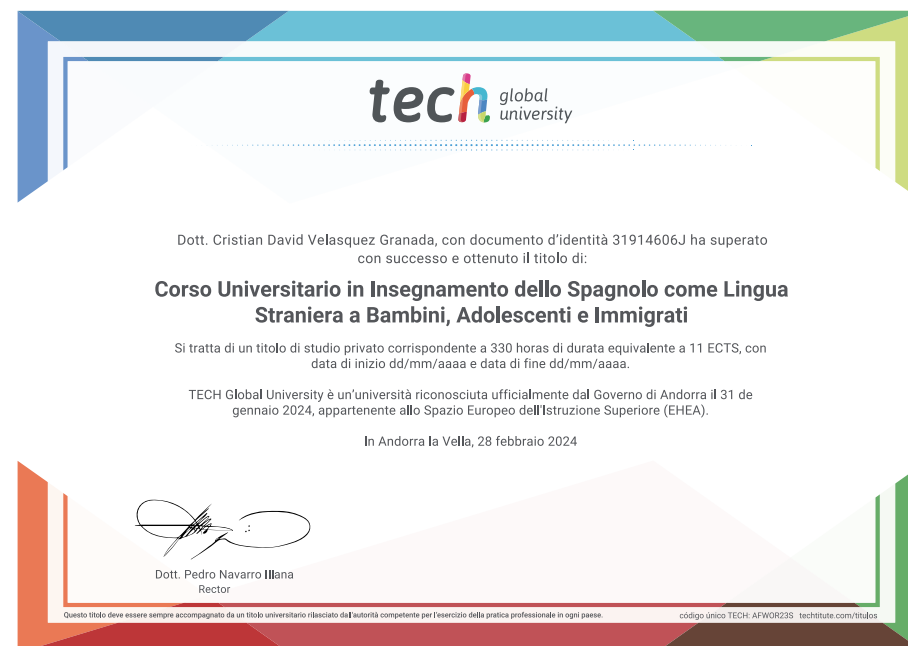 tech global university
Dott. Cristian David Velasquez Granada, con documento d'identità 31914606J ha superato
con successo e ottenuto il titolo di:
Corso Universitario in Insegnamento dello Spagnolo come Lingua
Straniera a Bambini, Adolescenti e Immigrati
Si tratta di un titolo di studio privato corrispondente a 330 horas di durata equivalente a 11 ECTS, con
data di inizio dd/mm/aaaa e data di fine dd/mm/aaaa.
TECH Global University è un'università riconosciuta ufficialmente dal Governo di Andorra il 31 de
gennaio 2024, appartenente allo Spazio Europeo dell'Istruzione Superiore (EHEA).
In Andorra la Vella, 28 febbraio 2024
Dott. Pedro Navarro Illana
Rector
Questo titolo deve essere sempre accompagnato da un titolo universitario rilasciato dall'autorità competente per l'esercizio della pratica professionale in ogni paese.
código único TECH: AFWOR23S techtitute.com/titulos